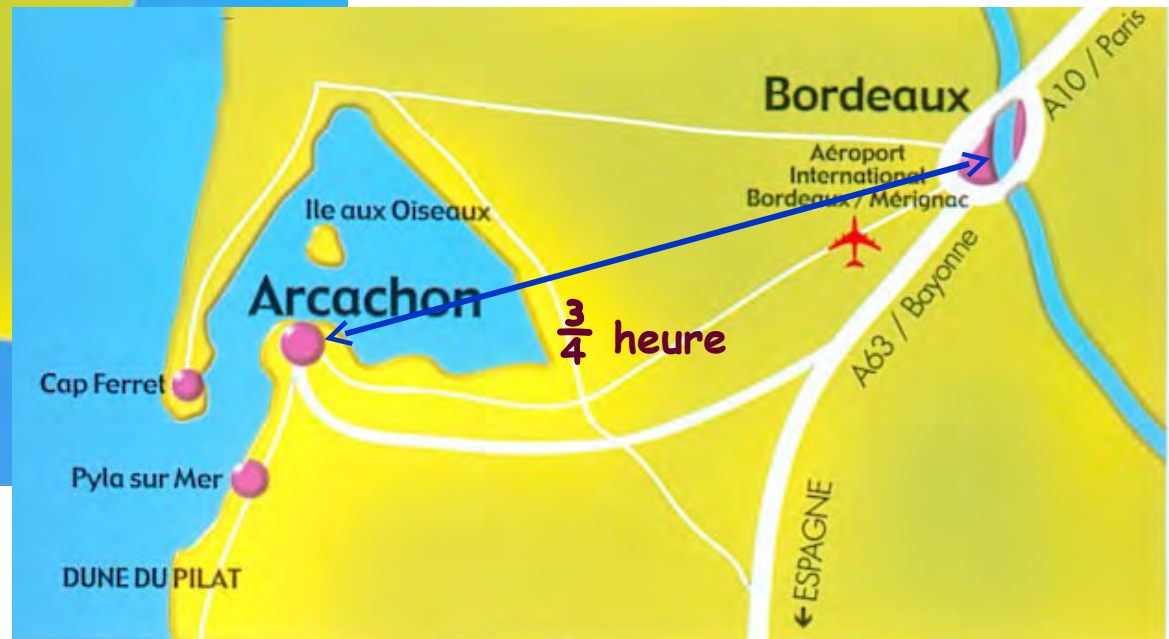 A10 / Paris
Bordeaux
Aéroport
International
Bordeaux / Mérignac
Ile aux Oiseaux
Arcachon
3/4 heure
A63 / Bayonne
Cap Ferret
Pyla sur Mer
← ESPAGNE
DUNE DU PILAT